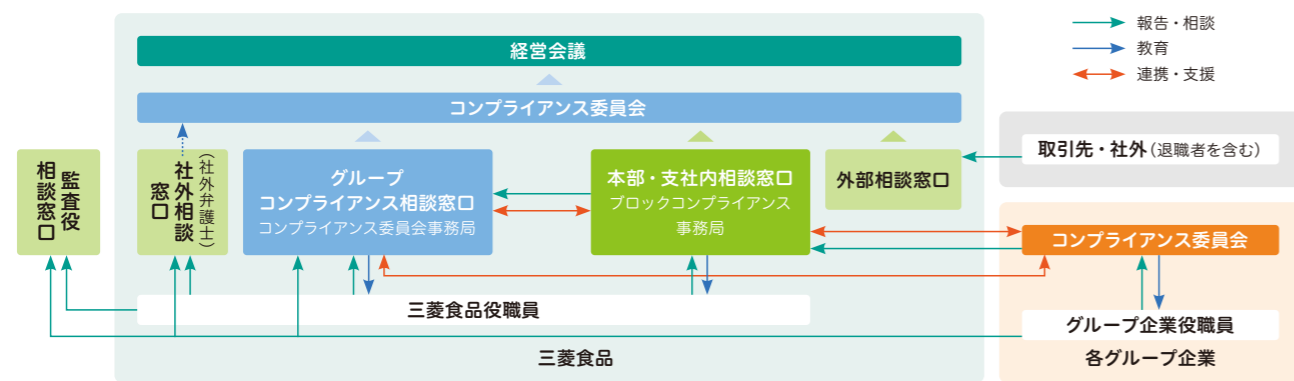 報告・相談
教育
連携・支援
経営会議
コンプライアンス委員会
監査役
相談窓口
(社外弁護士)
社外相談
窓口
グループ
コンプライアンス相談窓口
コンプライアンス委員会事務局
本部・支社内相談窓口
ブロックコンプライアンス
事務局
外部相談窓口
取引先・社外(退職者を含む)
コンプライアンス委員会
三菱食品役職員
グループ企業役職員
三菱食品
各グループ企業